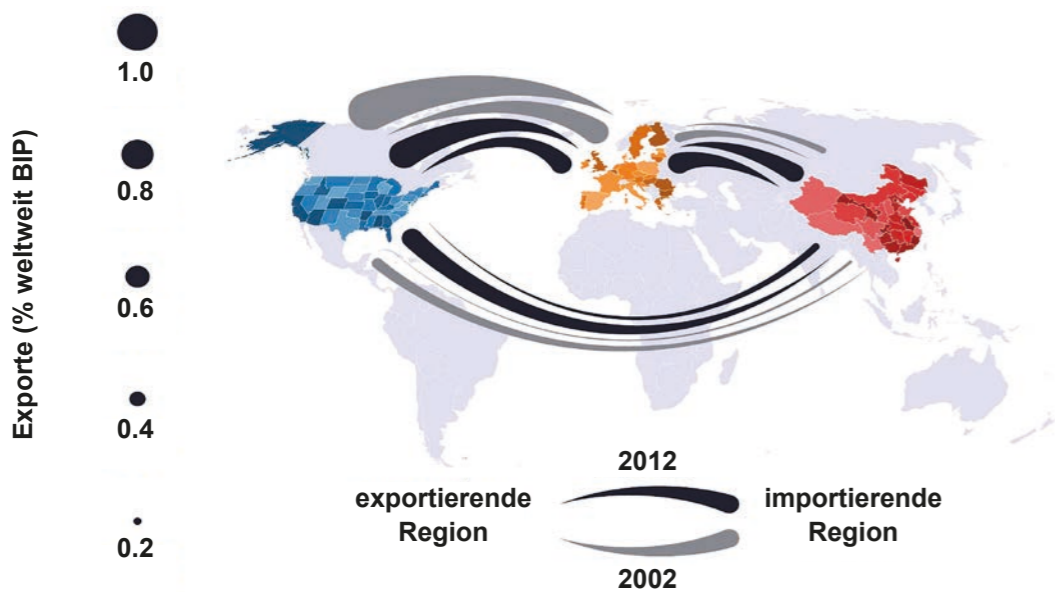 Exporte (% weltweit BIP)
1.0
0.8
0.6
0.4
0.2
2012
exportierende
Region
importierende
Region
2002